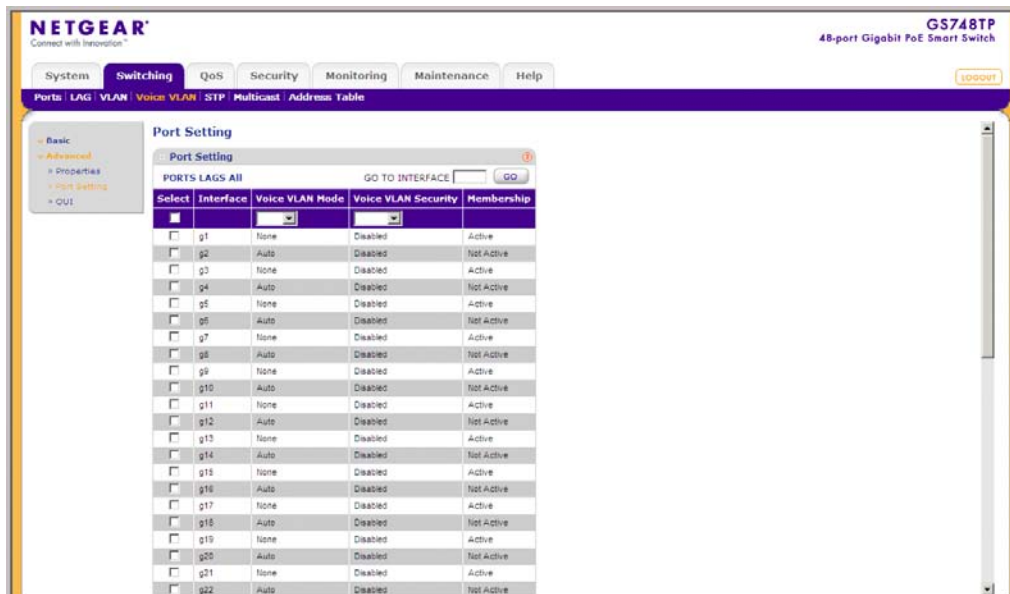 NETGEAR®
Connect with Innovation™
GS748TP
48-port Gigabit PoE Smart Switch
System Switching QoS Security Monitoring Maintenance Help
LOGOUT
Ports LAG VLAN Voice VLAN STP Multicast Address Table
Basic
Advanced
Properties
Port Setting
OUI
Port Setting
Port Setting
PORTS LAGS All GO TO INTERFACE GO
Select Interface Voice VLAN Mode Voice VLAN Security Membership
g1 None Disabled Active
g2 Auto Disabled Not Active
g3 None Disabled Active
g4 Auto Disabled Not Active
g5 None Disabled Active
g6 Auto Disabled Not Active
g7 None Disabled Active
g8 Auto Disabled Not Active
g9 None Disabled Active
g10 Auto Disabled Not Active
g11 None Disabled Active
g12 Auto Disabled Not Active
g13 None Disabled Active
g14 Auto Disabled Not Active
g15 None Disabled Active
g16 Auto Disabled Not Active
g17 None Disabled Active
g18 Auto Disabled Not Active
g19 None Disabled Active
g20 Auto Disabled Not Active
g21 None Disabled Active
g22 Auto Disabled Not Active